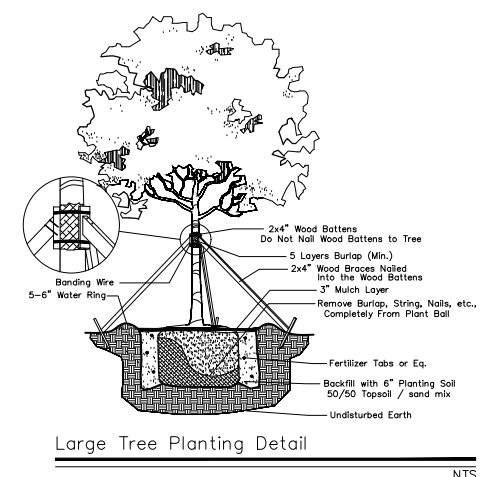 2x4" Wood Battens
Do Not Nail Wood Battens to Tree
5 Layers Burlap (Min.)
2x4" Wood Braces Nailed
Into the Wood Battens
Banding Wire
3" Mulch Layer
5-6" Water Ring
Remove Burlap, String, Nails, etc.,
Completely From Plant Ball
Fertilizer Tabs or Eq.
Backfill with 6" Planting Soil
50/50 Topsoil / sand mix
Undisturbed Earth
Large Tree Planting Detail
NTS